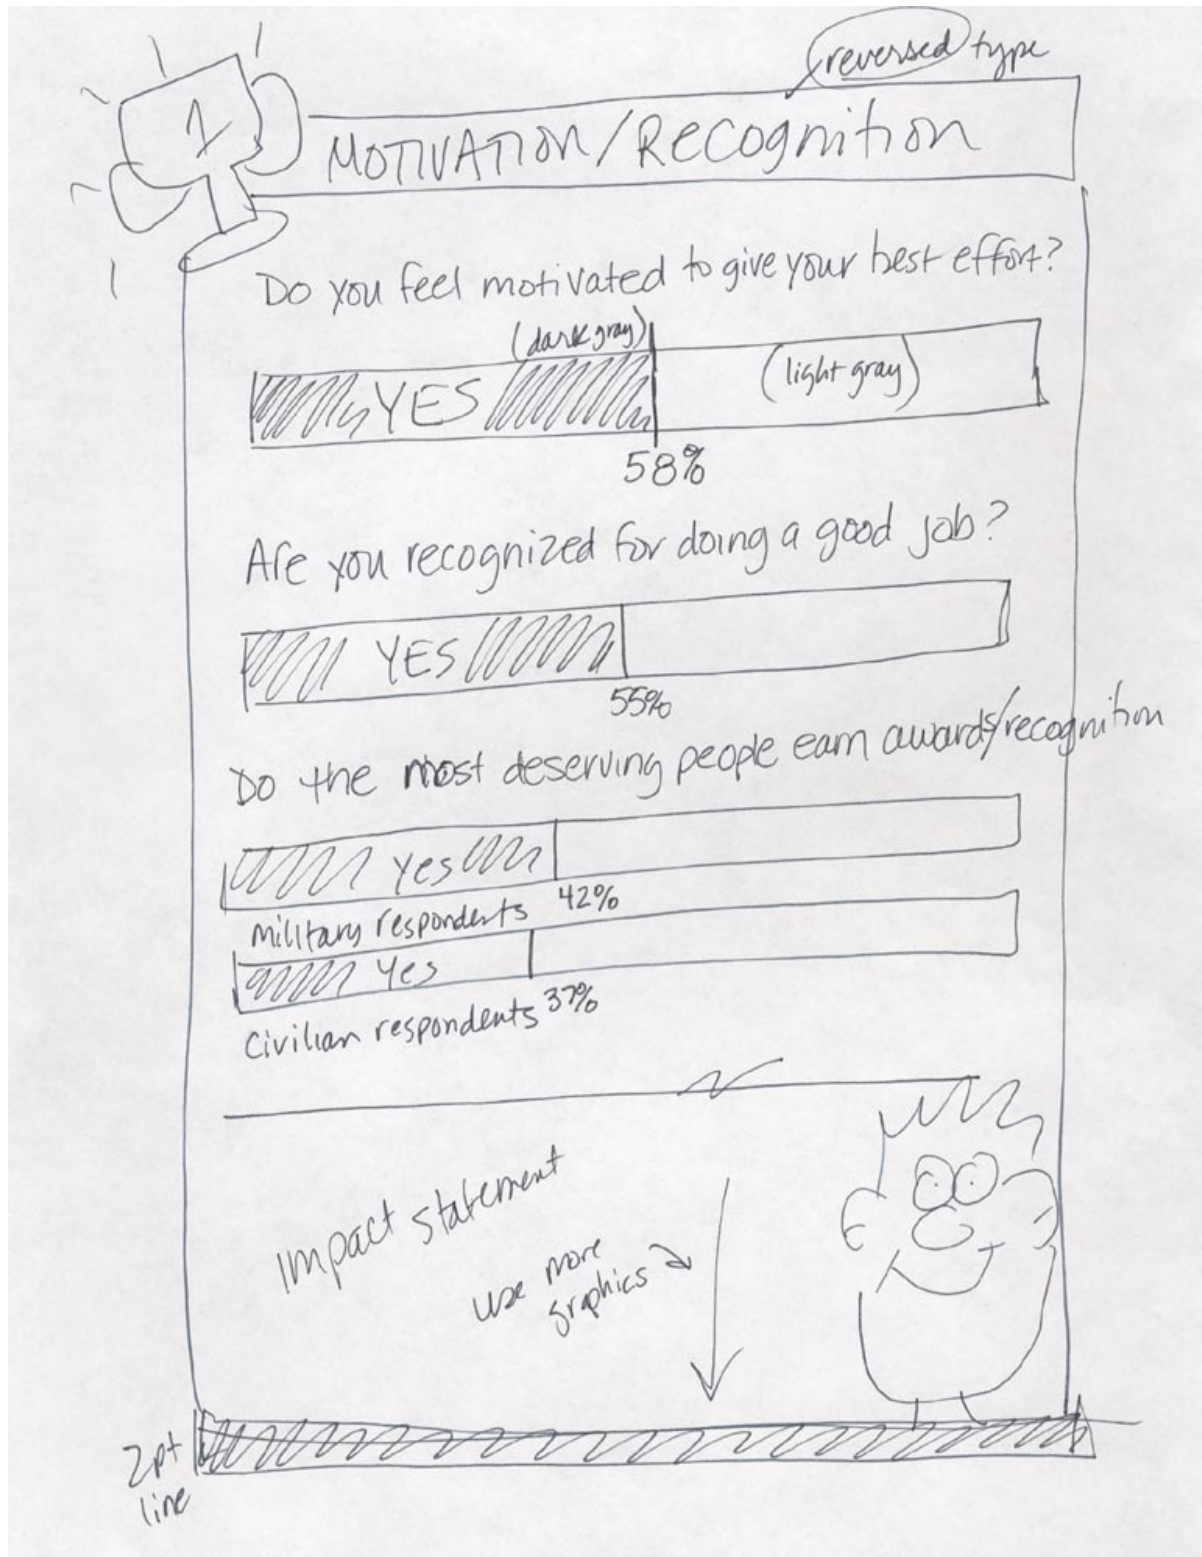 reversed type
1
MOTIVATION/Recognition
Do you feel motivated to give your best effort?
(dark gray)
YES
(light gray)
58%
Are you recognized for doing a good job?
YES
55%
Do the most deserving people earn awards/recognition
Yes
Military respondents 42%
Yes
Civilian respondents 37%
Impact statement
Use more
graphics
2pt
line